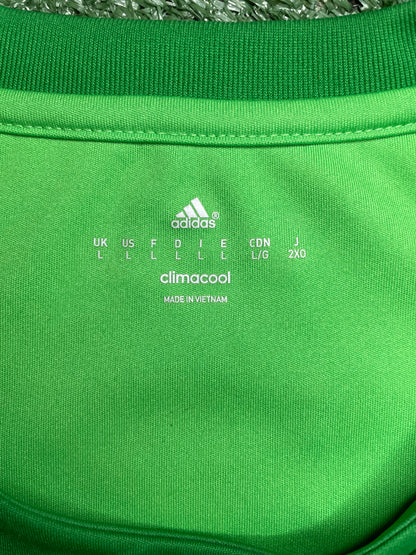 adidas®
UK US F D I E CDN J
L L L L L L L/G 2XO
climacool
MADE IN VIETNAM